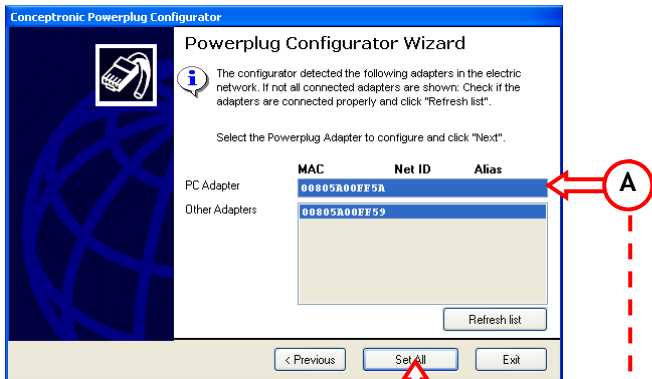 Conceptronic Powerplug Configurator
Powerplug Configurator Wizard
The configurator detected the following adapters in the electric
network. If not all connected adapters are shown: Check if the
adapters are connected properly and click "Refresh list".
Select the Powerplug Adapter to configure and click "Next".
MAC Net ID Alias
PC Adapter 00805A00FF5A
A
Other Adapters 00805A00FF59
Refresh list
< Previous Set All Exit